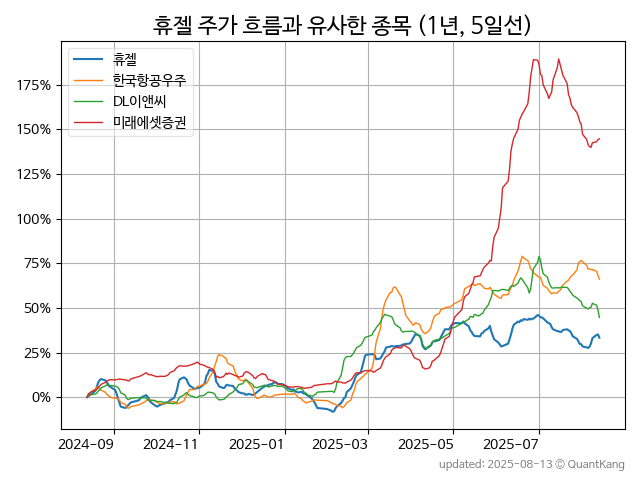 휴젤 주가 흐름과 유사한 종목 (1년, 5일선)
휴젤
한국항공우주
DL이앤씨
미래에셋증권
175%
150%
125%
100%
75%
50%
25%
0%
2024-09 2024-11 2025-01 2025-03 2025-05 2025-07
updated: 2025-08-13 © QuantKang